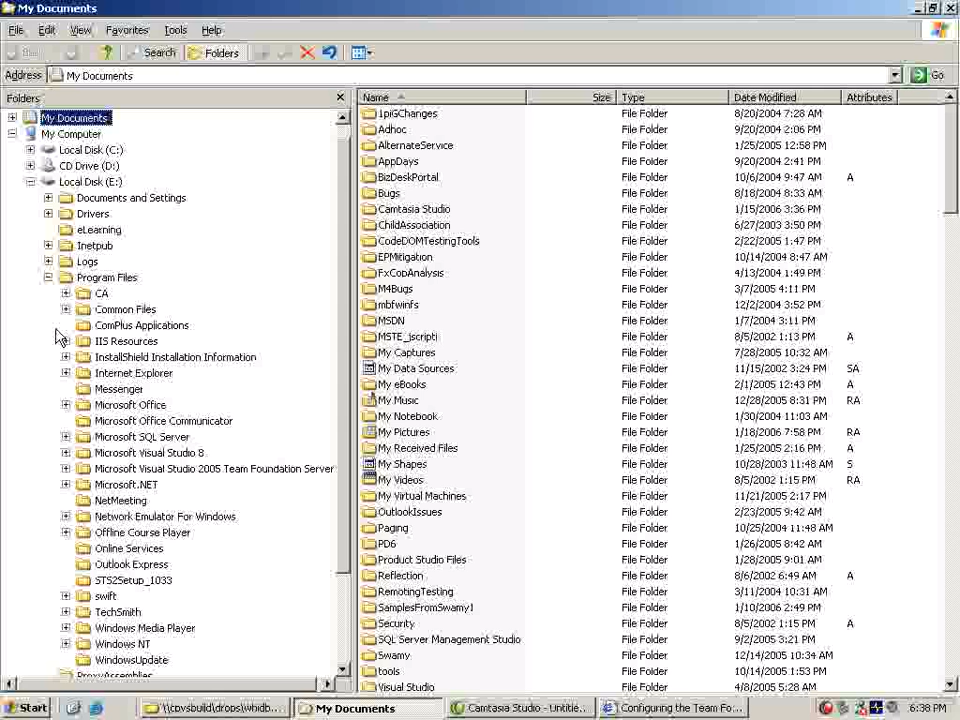 My Documents
File Edit View Favorites Tools Help
Back Search Folders
Address My Documents Go
Folders
My Documents
My Computer
Local Disk (C:)
CD Drive (D:)
Local Disk (E:)
Documents and Settings
Drivers
eLearning
Inetpub
Logs
Program Files
CA
Common Files
ComPlus Applications
IIS Resources
InstallShield Installation Information
Internet Explorer
Messenger
Microsoft Office
Microsoft Office Communicator
Microsoft SQL Server
Microsoft Visual Studio 8
Microsoft Visual Studio 2005 Team Foundation Server
Microsoft.NET
NetMeeting
Network Emulator For Windows
Offline Course Player
Online Services
Outlook Express
STS2Setup_1033
swift
TechSmith
Windows Media Player
Windows NT
WindowsUpdate
ProxyAssemblies
Name Size Type Date Modified Attributes
1piGChanges File Folder 8/20/2004 7:28 AM
Adhoc File Folder 9/20/2004 2:06 PM
AlternateService File Folder 1/25/2005 12:58 PM
AppDays File Folder 9/20/2004 2:41 PM
BizDeskPortal File Folder 10/6/2004 9:47 AM A
Bugs File Folder 8/18/2004 8:33 AM
Camtasia Studio File Folder 1/15/2006 3:36 PM
ChildAssociation File Folder 6/27/2003 3:50 PM
CodeDOMTestingTools File Folder 2/22/2005 1:47 PM
EPMitigation File Folder 10/14/2004 8:47 AM
FxCopAnalysis File Folder 4/13/2004 1:49 PM
M4Bugs File Folder 3/7/2005 4:11 PM
mbfwinfs File Folder 12/2/2004 3:52 PM
MSDN File Folder 1/7/2004 3:11 PM
MSTE_iscripti File Folder 8/5/2002 1:13 PM A
My Captures File Folder 7/28/2005 10:32 AM
My Data Sources File Folder 11/15/2002 3:24 PM SA
My eBooks File Folder 2/1/2005 12:43 PM A
My Music File Folder 12/28/2005 8:31 PM RA
My Notebook File Folder 1/30/2004 11:03 AM
My Pictures File Folder 1/18/2006 7:58 PM RA
My Received Files File Folder 1/25/2005 2:16 PM A
My Shapes File Folder 10/28/2003 11:48 AM S
My Videos File Folder 8/5/2002 1:15 PM RA
My Virtual Machines File Folder 11/21/2005 2:17 PM
OutlookIssues File Folder 2/23/2005 9:42 AM
Paging File Folder 10/25/2004 11:48 AM
PD6 File Folder 1/26/2005 8:42 AM
Product Studio Files File Folder 1/28/2005 9:01 AM
Reflection File Folder 8/6/2002 6:49 AM A
RemotingTesting File Folder 3/11/2004 10:31 AM
SamplesFromSwamy1 File Folder 1/10/2006 2:49 PM
Security File Folder 8/2/2002 1:15 PM A
SQL Server Management Studio File Folder 9/2/2005 3:21 PM
Swamy File Folder 12/14/2005 10:34 AM
tools File Folder 10/14/2005 1:53 PM
Visual Studio File Folder 4/8/2005 5:28 AM
Start \\cpvsbuild\drops\whidb... My Documents Camtasia Studio - Untitle... Configuring the Team Fo... 6:38 PM